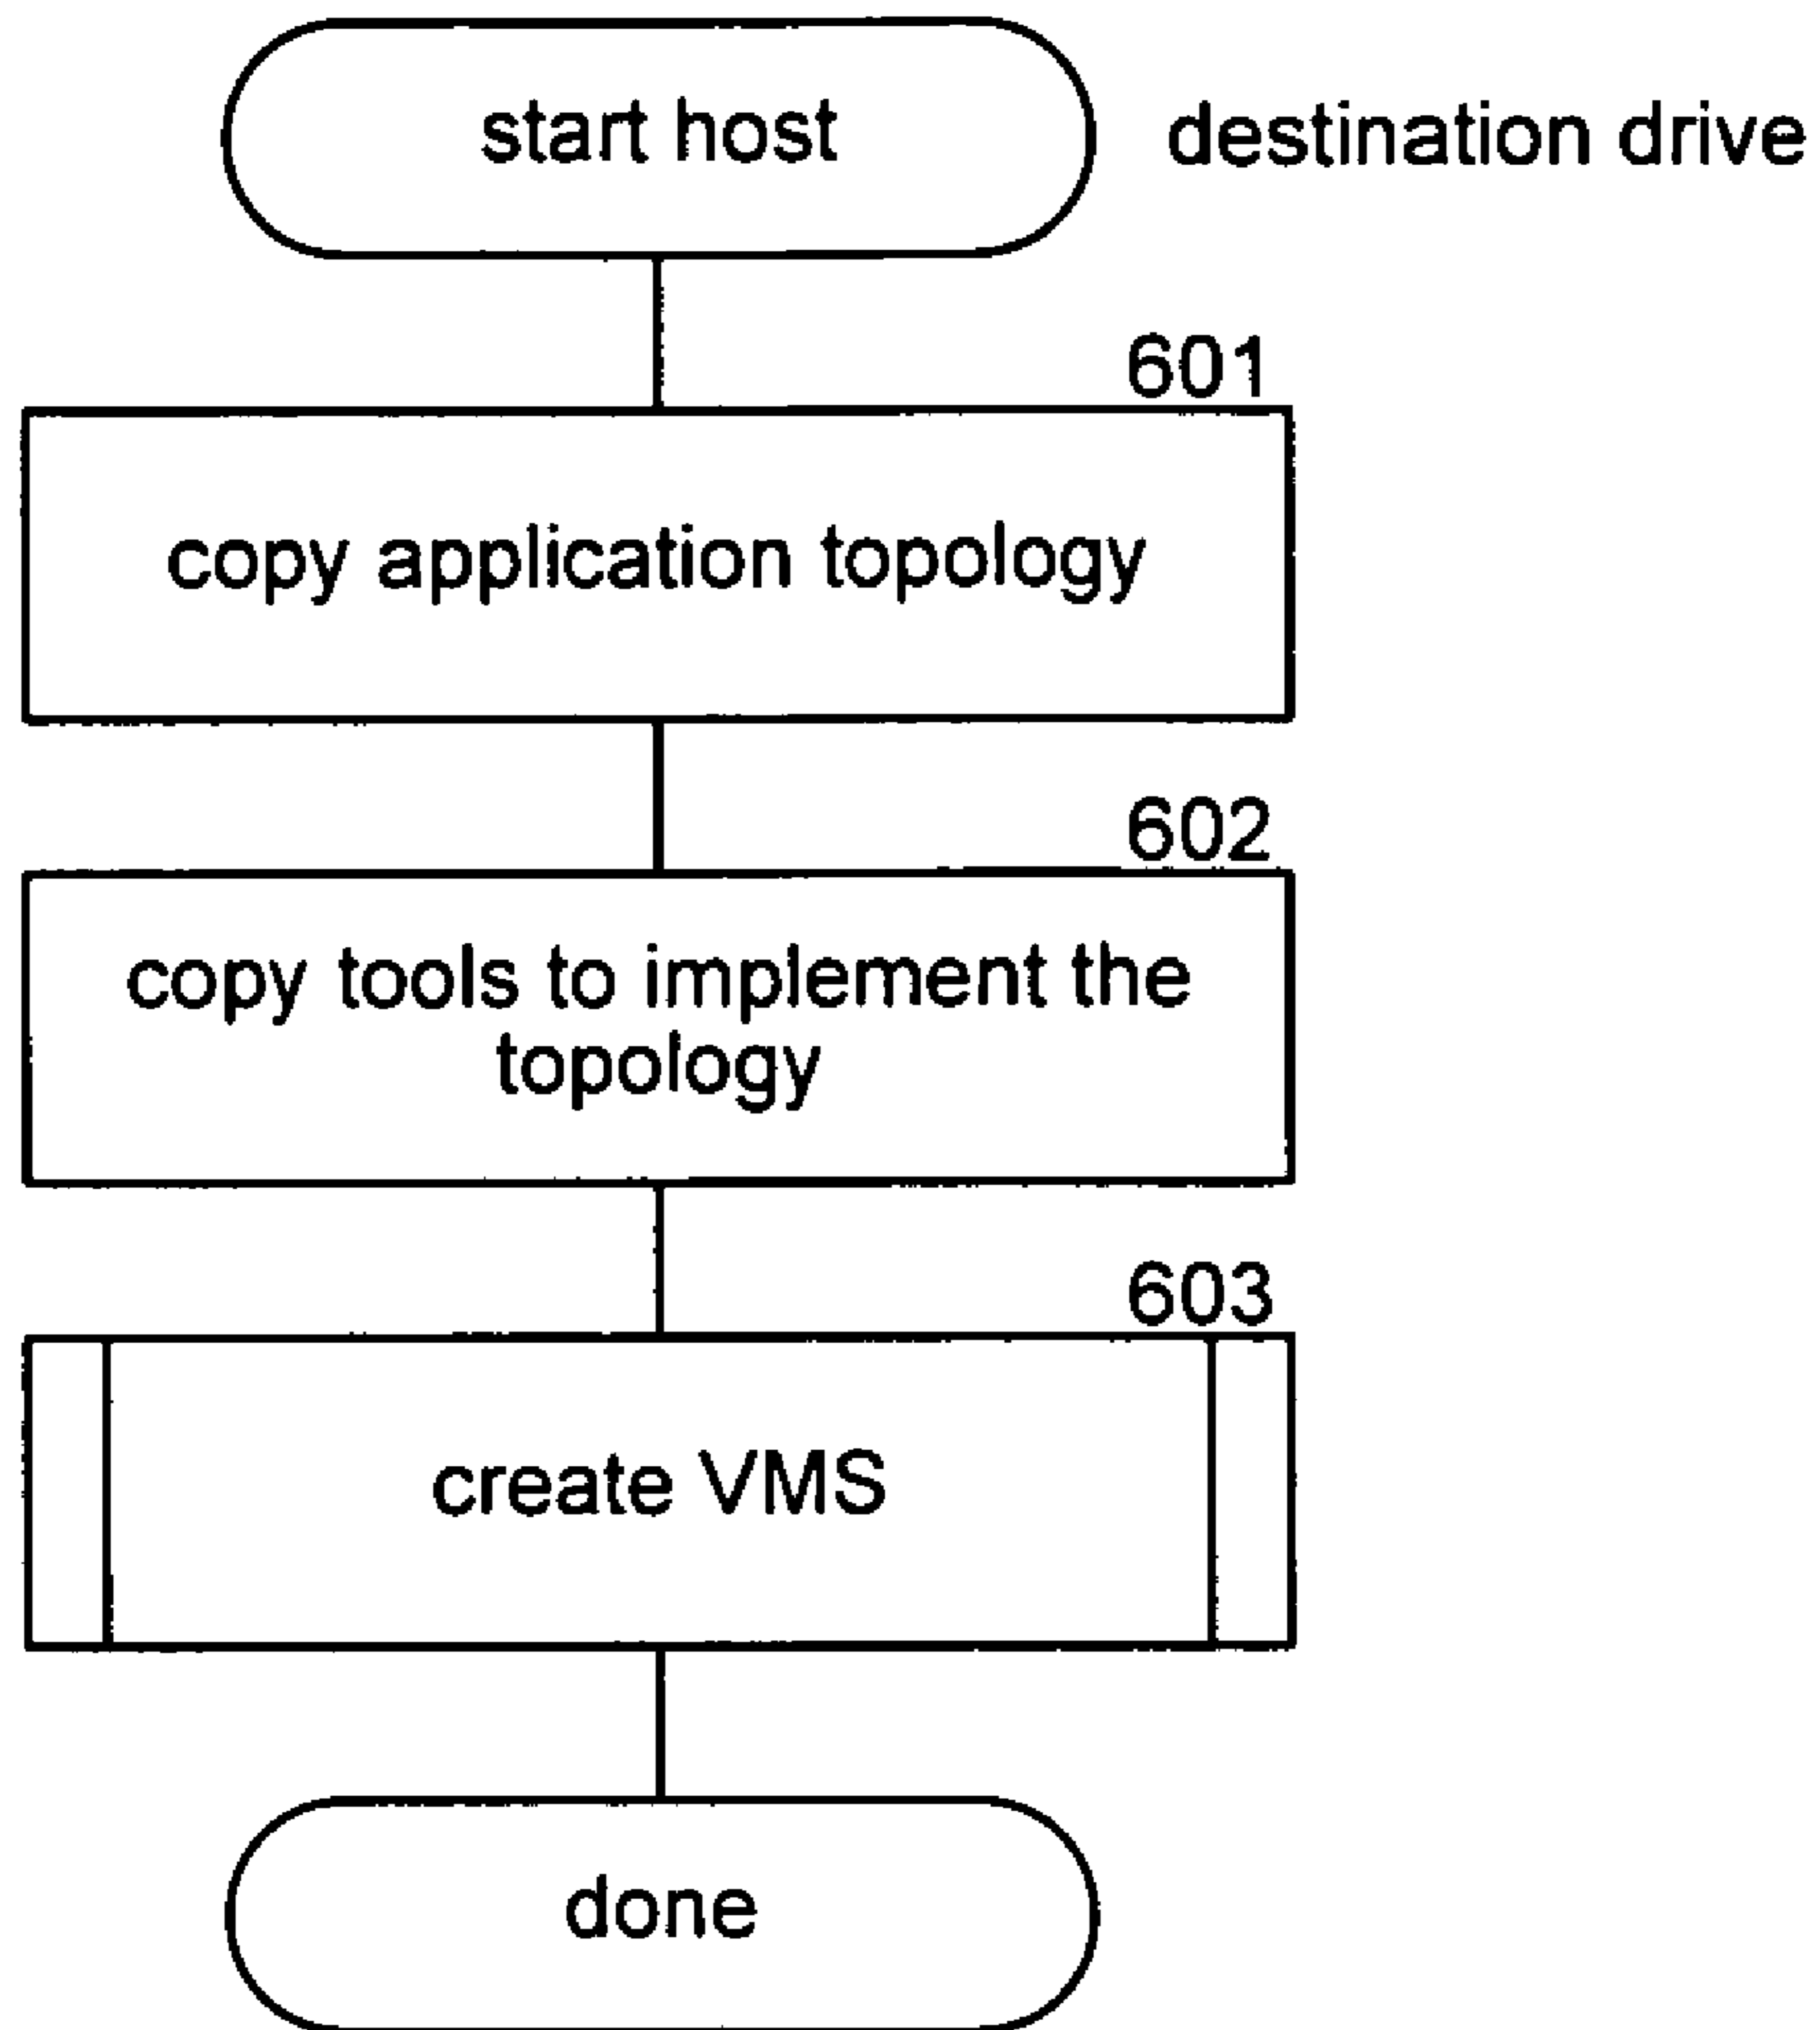 start host
destination drive
601
copy application topology
602
copy tools to implement the
topology
603
create VMS
done